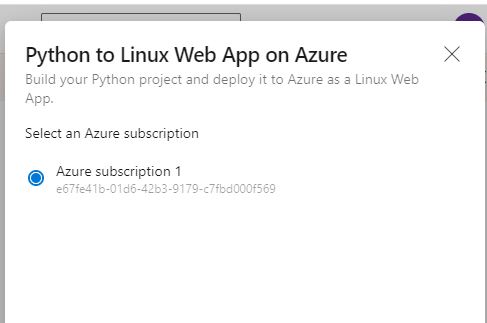 Python to Linux Web App on Azure
Build your Python project and deploy it to Azure as a Linux Web
App.
Select an Azure subscription
Azure subscription 1
e67fe41b-01d6-42b3-9179-c7fbd000f569